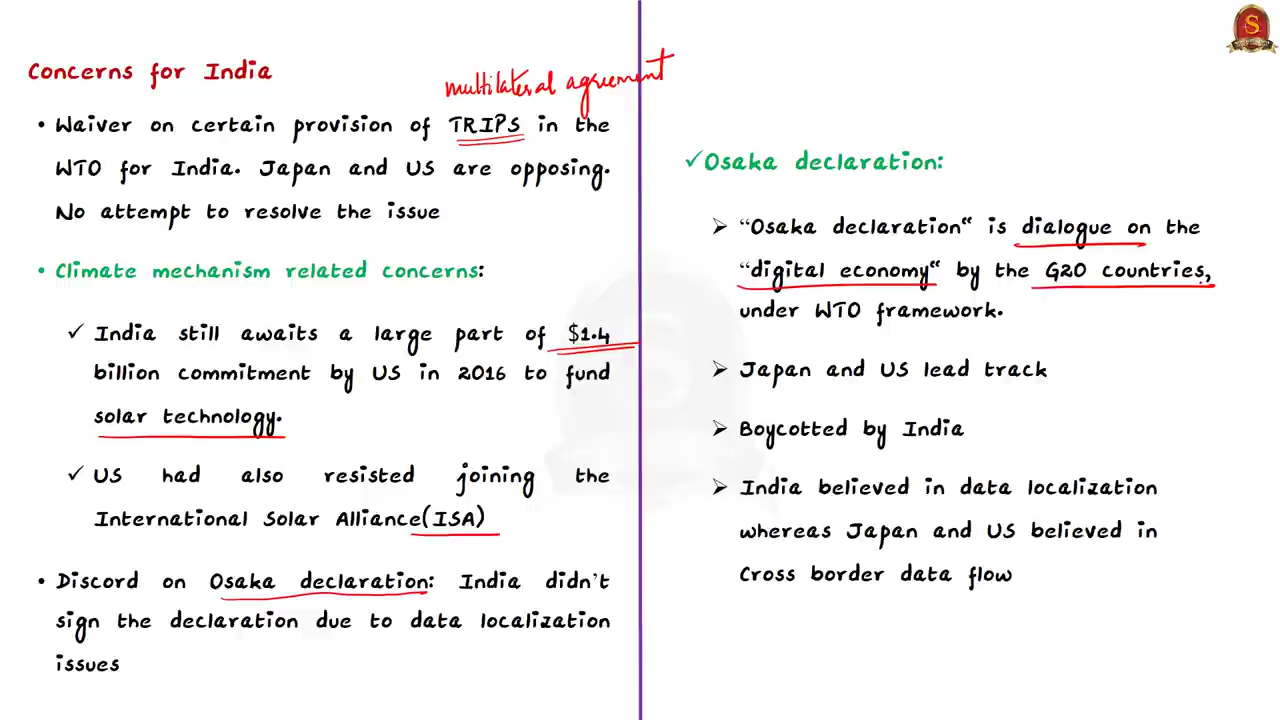 Concerns for India
multilateral agreement
• Waiver on certain provision of TRIPS in the
WTO for India. Japan and US are opposing.
No attempt to resolve the issue
• Climate mechanism related concerns:
✓ India still awaits a large part of $1.4
billion commitment by US in 2016 to fund
solar technology.
✓ US had also resisted joining the
International Solar Alliance(ISA)
• Discord on Osaka declaration: India didn't
sign the declaration due to data localization
issues
✓Osaka declaration:
➢ “Osaka declaration“ is dialogue on the
“digital economy“ by the G20 countries,
under WTO framework.
➢ Japan and US lead track
➢ Boycotted by India
➢ India believed in data localization
whereas Japan and US believed in
Cross border data flow
S